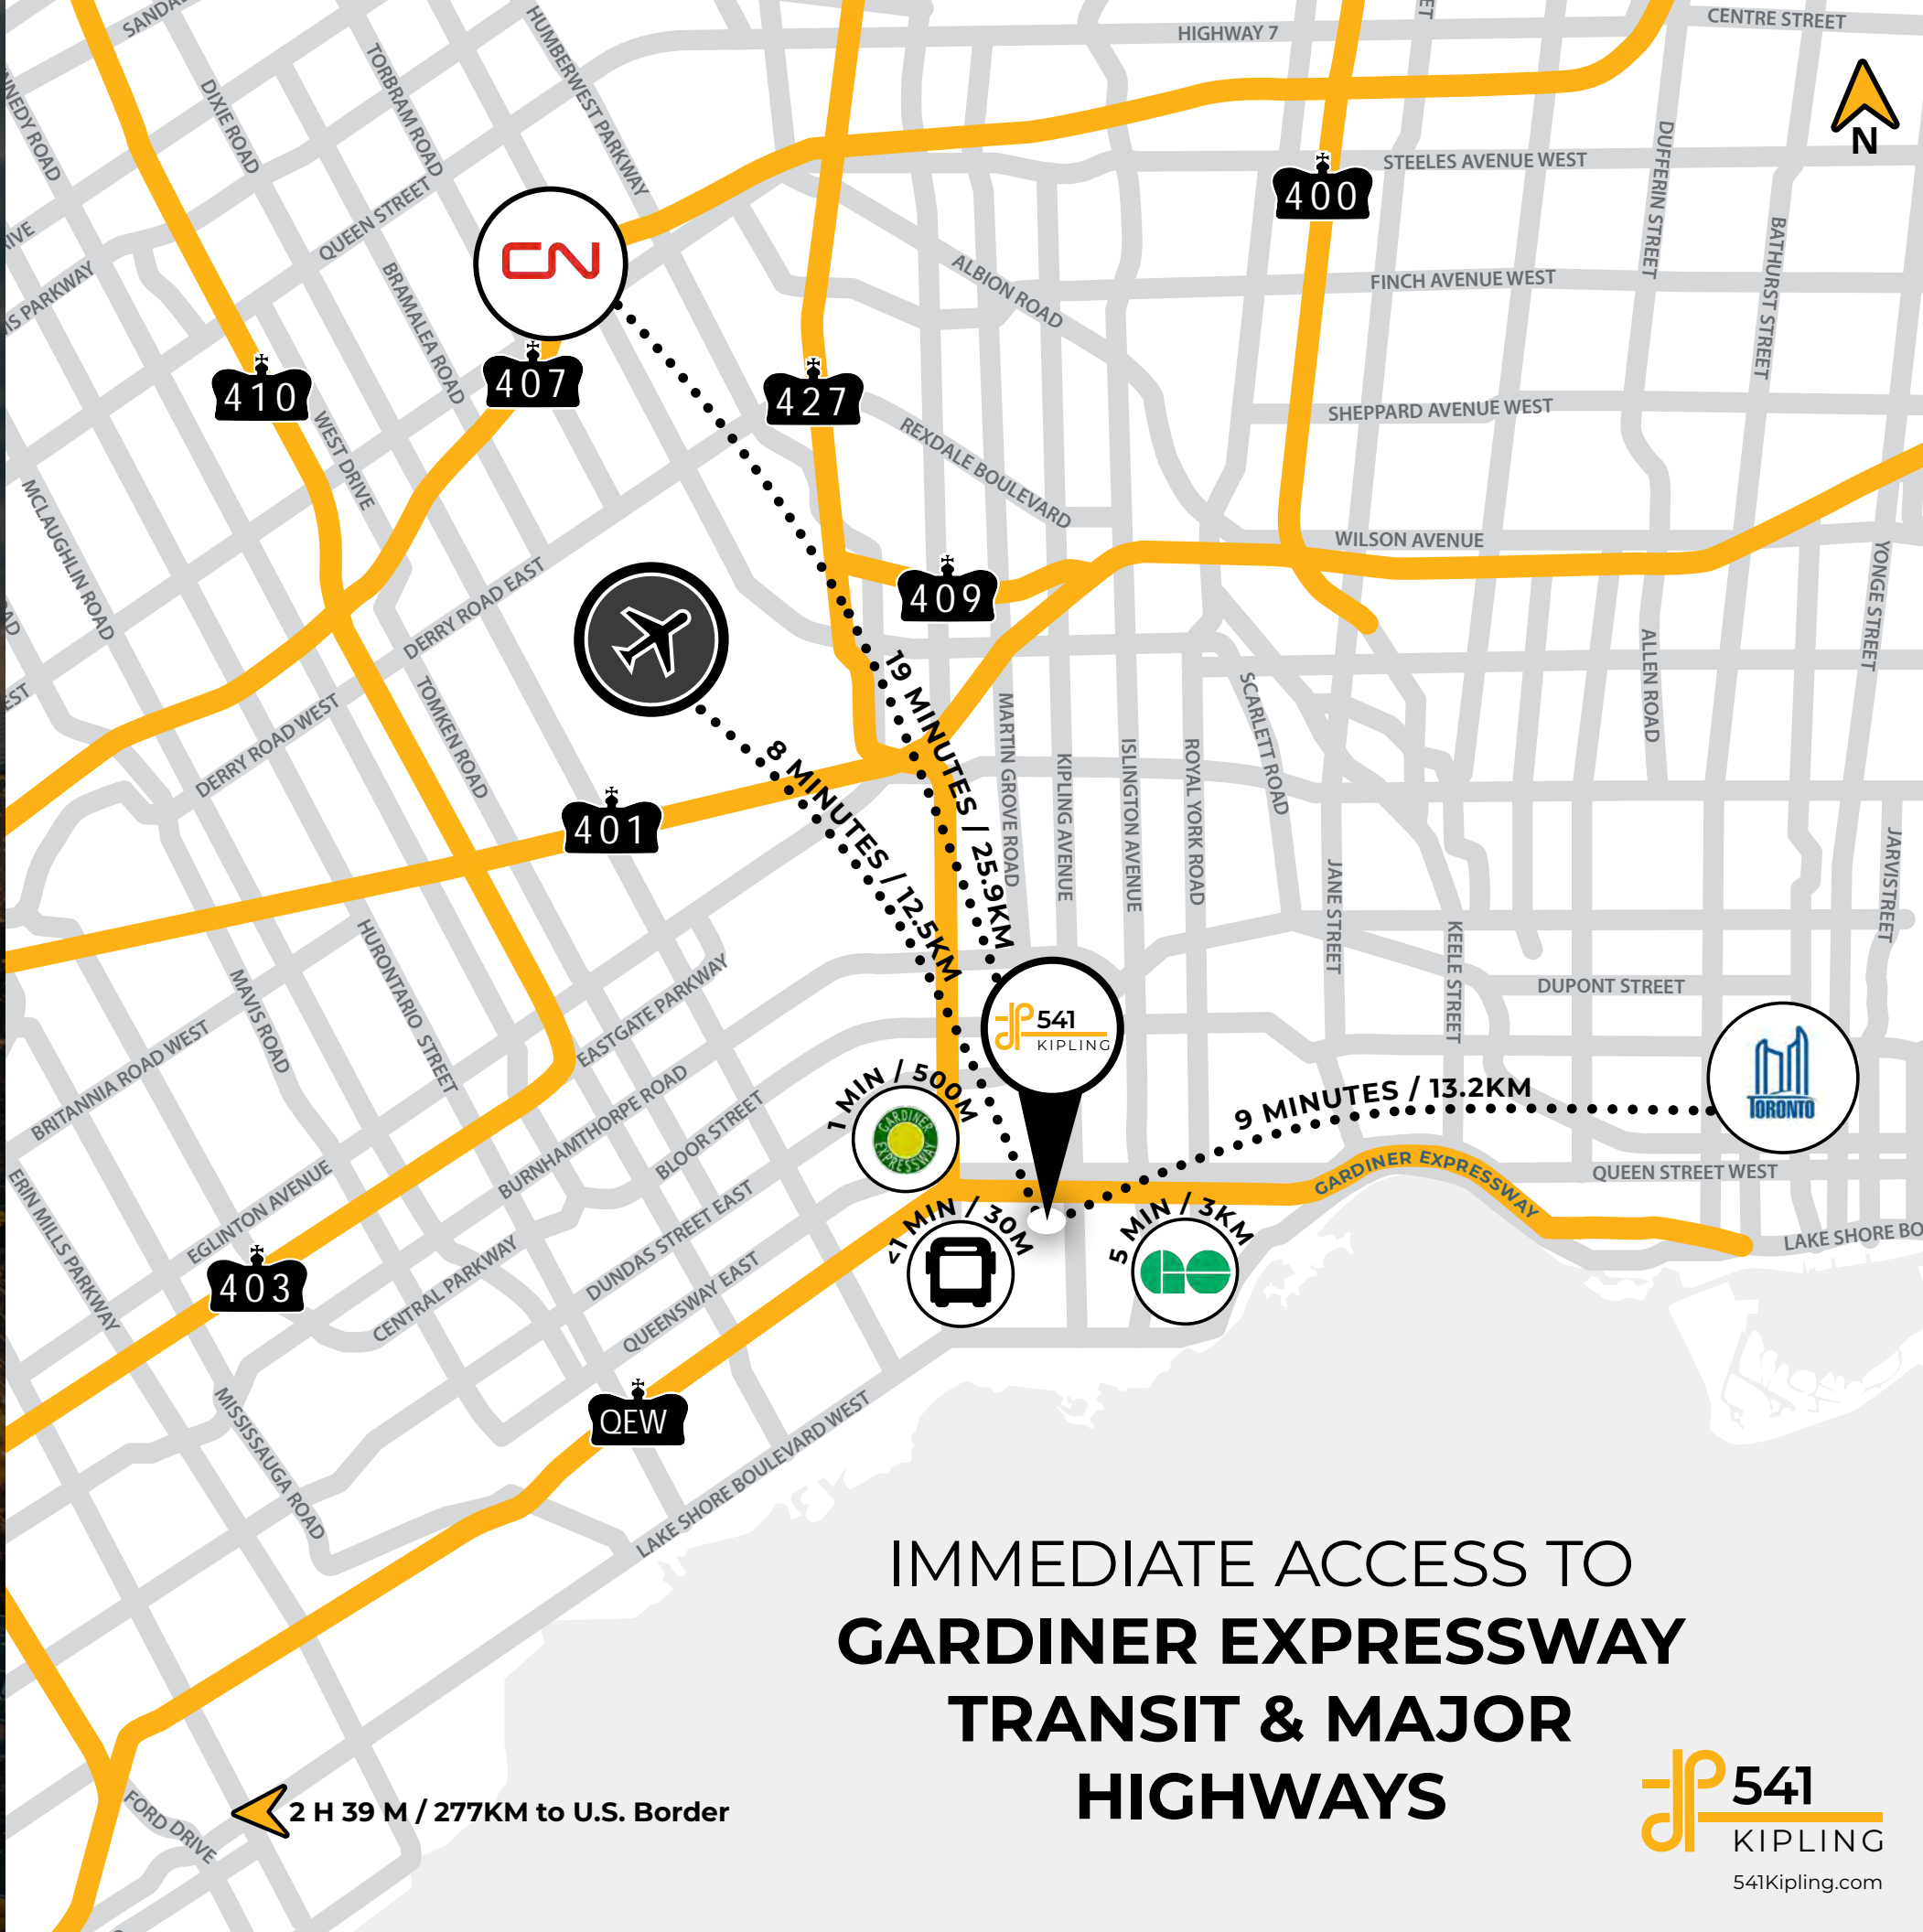 HIGHWAY 7
CENTRE STREET
N
HUMBERWEST PARKWAY
TORBRAM ROAD
DIXIE ROAD
QUEEN STREET
BRAMALEA ROAD
CN
400
STEELES AVENUE WEST
DUFFERIN STREET
BATHURST STREET
FINCH AVENUE WEST
ALBION ROAD
410
407
427
WEST DRIVE
SHEPPARD AVENUE WEST
REXDALE BOULEVARD
MCLAUGHLIN ROAD
WILSON AVENUE
YONGE STREET
409
DERRY ROAD EAST
ALLEN ROAD
19 MINUTES / 25.9KM
8 MINUTES / 12.5KM
DERRY ROAD WEST
TOMKEN ROAD
SCARLETT ROAD
MARTIN GROVE ROAD
KIPLING AVENUE
ISLINGTON AVENUE
ROYAL YORK ROAD
401
JANE STREET
KEELE STREET
JARVISTREET
HURONTARIO STREET
MAVIS ROAD
EASTGATE PARKWAY
DUPONT STREET
541
KIPLING
BRITANNIA ROAD WEST
BURNHAMTHORPE ROAD
BLOOR STREET
1 MIN / 500M
GARDINER
EXPRESSWAY
9 MINUTES / 13.2KM
TORONTO
ERIN MILLS PARKWAY
EGLINTON AVENUE
QUEEN STREET WEST
GARDINER EXPRESSWAY
DUNDAS STREET EAST
CENTRAL PARKWAY
QUEENSWAY EAST
<1 MIN / 30M
5 MIN / 3KM
GO
LAKE SHORE BO
403
QEW
MISSISSAUGA ROAD
LAKE SHORE BOULEVARD WEST
IMMEDIATE ACCESS TO
GARDINER EXPRESSWAY
TRANSIT & MAJOR
HIGHWAYS
FORD DRIVE
2 H 39 M / 277KM to U.S. Border
541
KIPLING
541Kipling.com